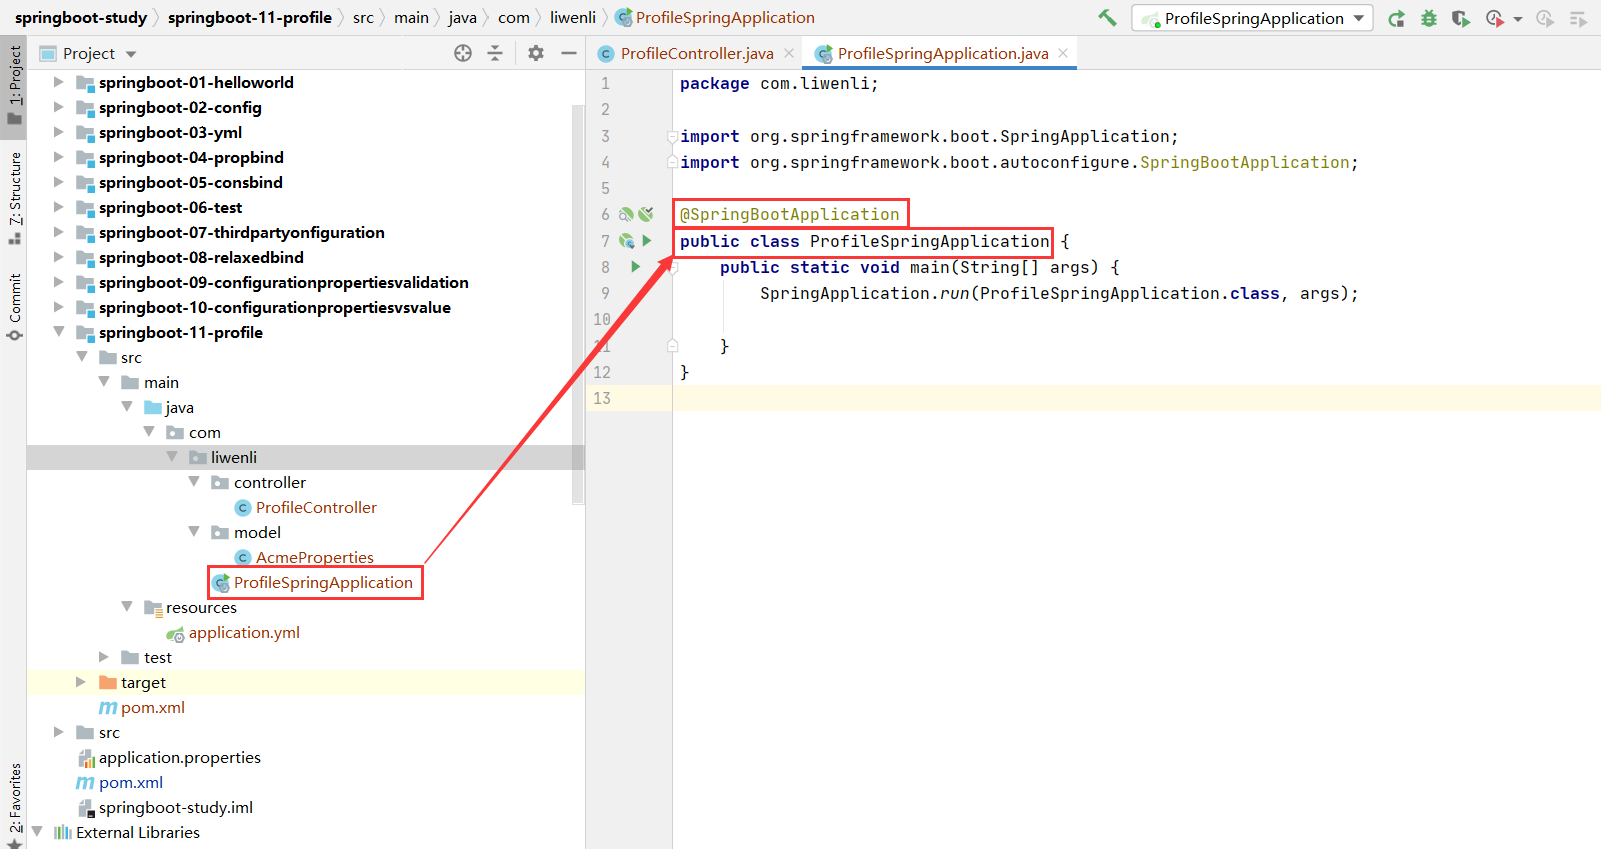 springboot-study springboot-11-profile src main java com liwenli ProfileSpringApplication
ProfileSpringApplication
1: Project
7: Structure
Commit
2: Favorites
Project
springboot-01-helloworld
springboot-02-config
springboot-03-yml
springboot-04-propbind
springboot-05-consbind
springboot-06-test
springboot-07-thirdpartyonfiguration
springboot-08-relaxedbind
springboot-09-configurationpropertiesvalidation
springboot-10-configurationpropertiesvsvalue
springboot-11-profile
src
main
java
com
liwenli
controller
ProfileController
model
AcmeProperties
ProfileSpringApplication
resources
application.yml
test
target
pom.xml
src
application.properties
pom.xml
springboot-study.iml
External Libraries
ProfileController.java ProfileSpringApplication.java
1 package com.liwenli;
2
3 import org.springframework.boot.SpringApplication;
4 import org.springframework.boot.autoconfigure.SpringBootApplication;
5
6 @SpringBootApplication
7 public class ProfileSpringApplication {
8 public static void main(String[] args) {
9 SpringApplication.run(ProfileSpringApplication.class, args);
10
11 }
12 }
13